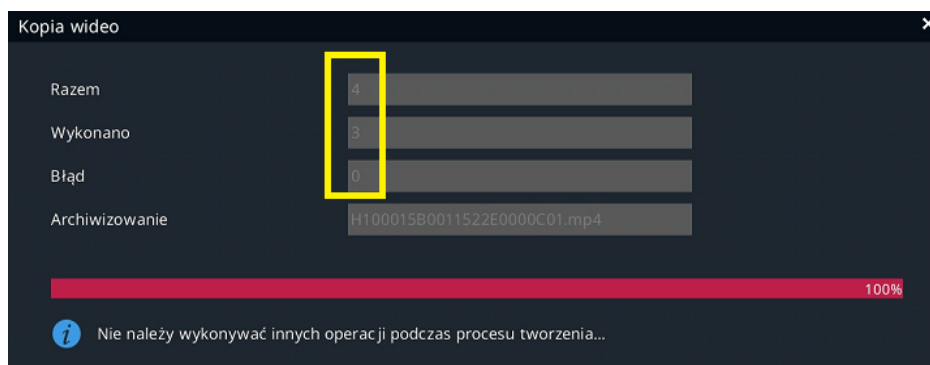 Kopia wideo
Razem 4
Wykonano 3
Błąd 0
Archiwizowanie H100015B0011522E0000C01.mp4
100%
Nie należy wykonywać innych operacji podczas procesu tworzenia...